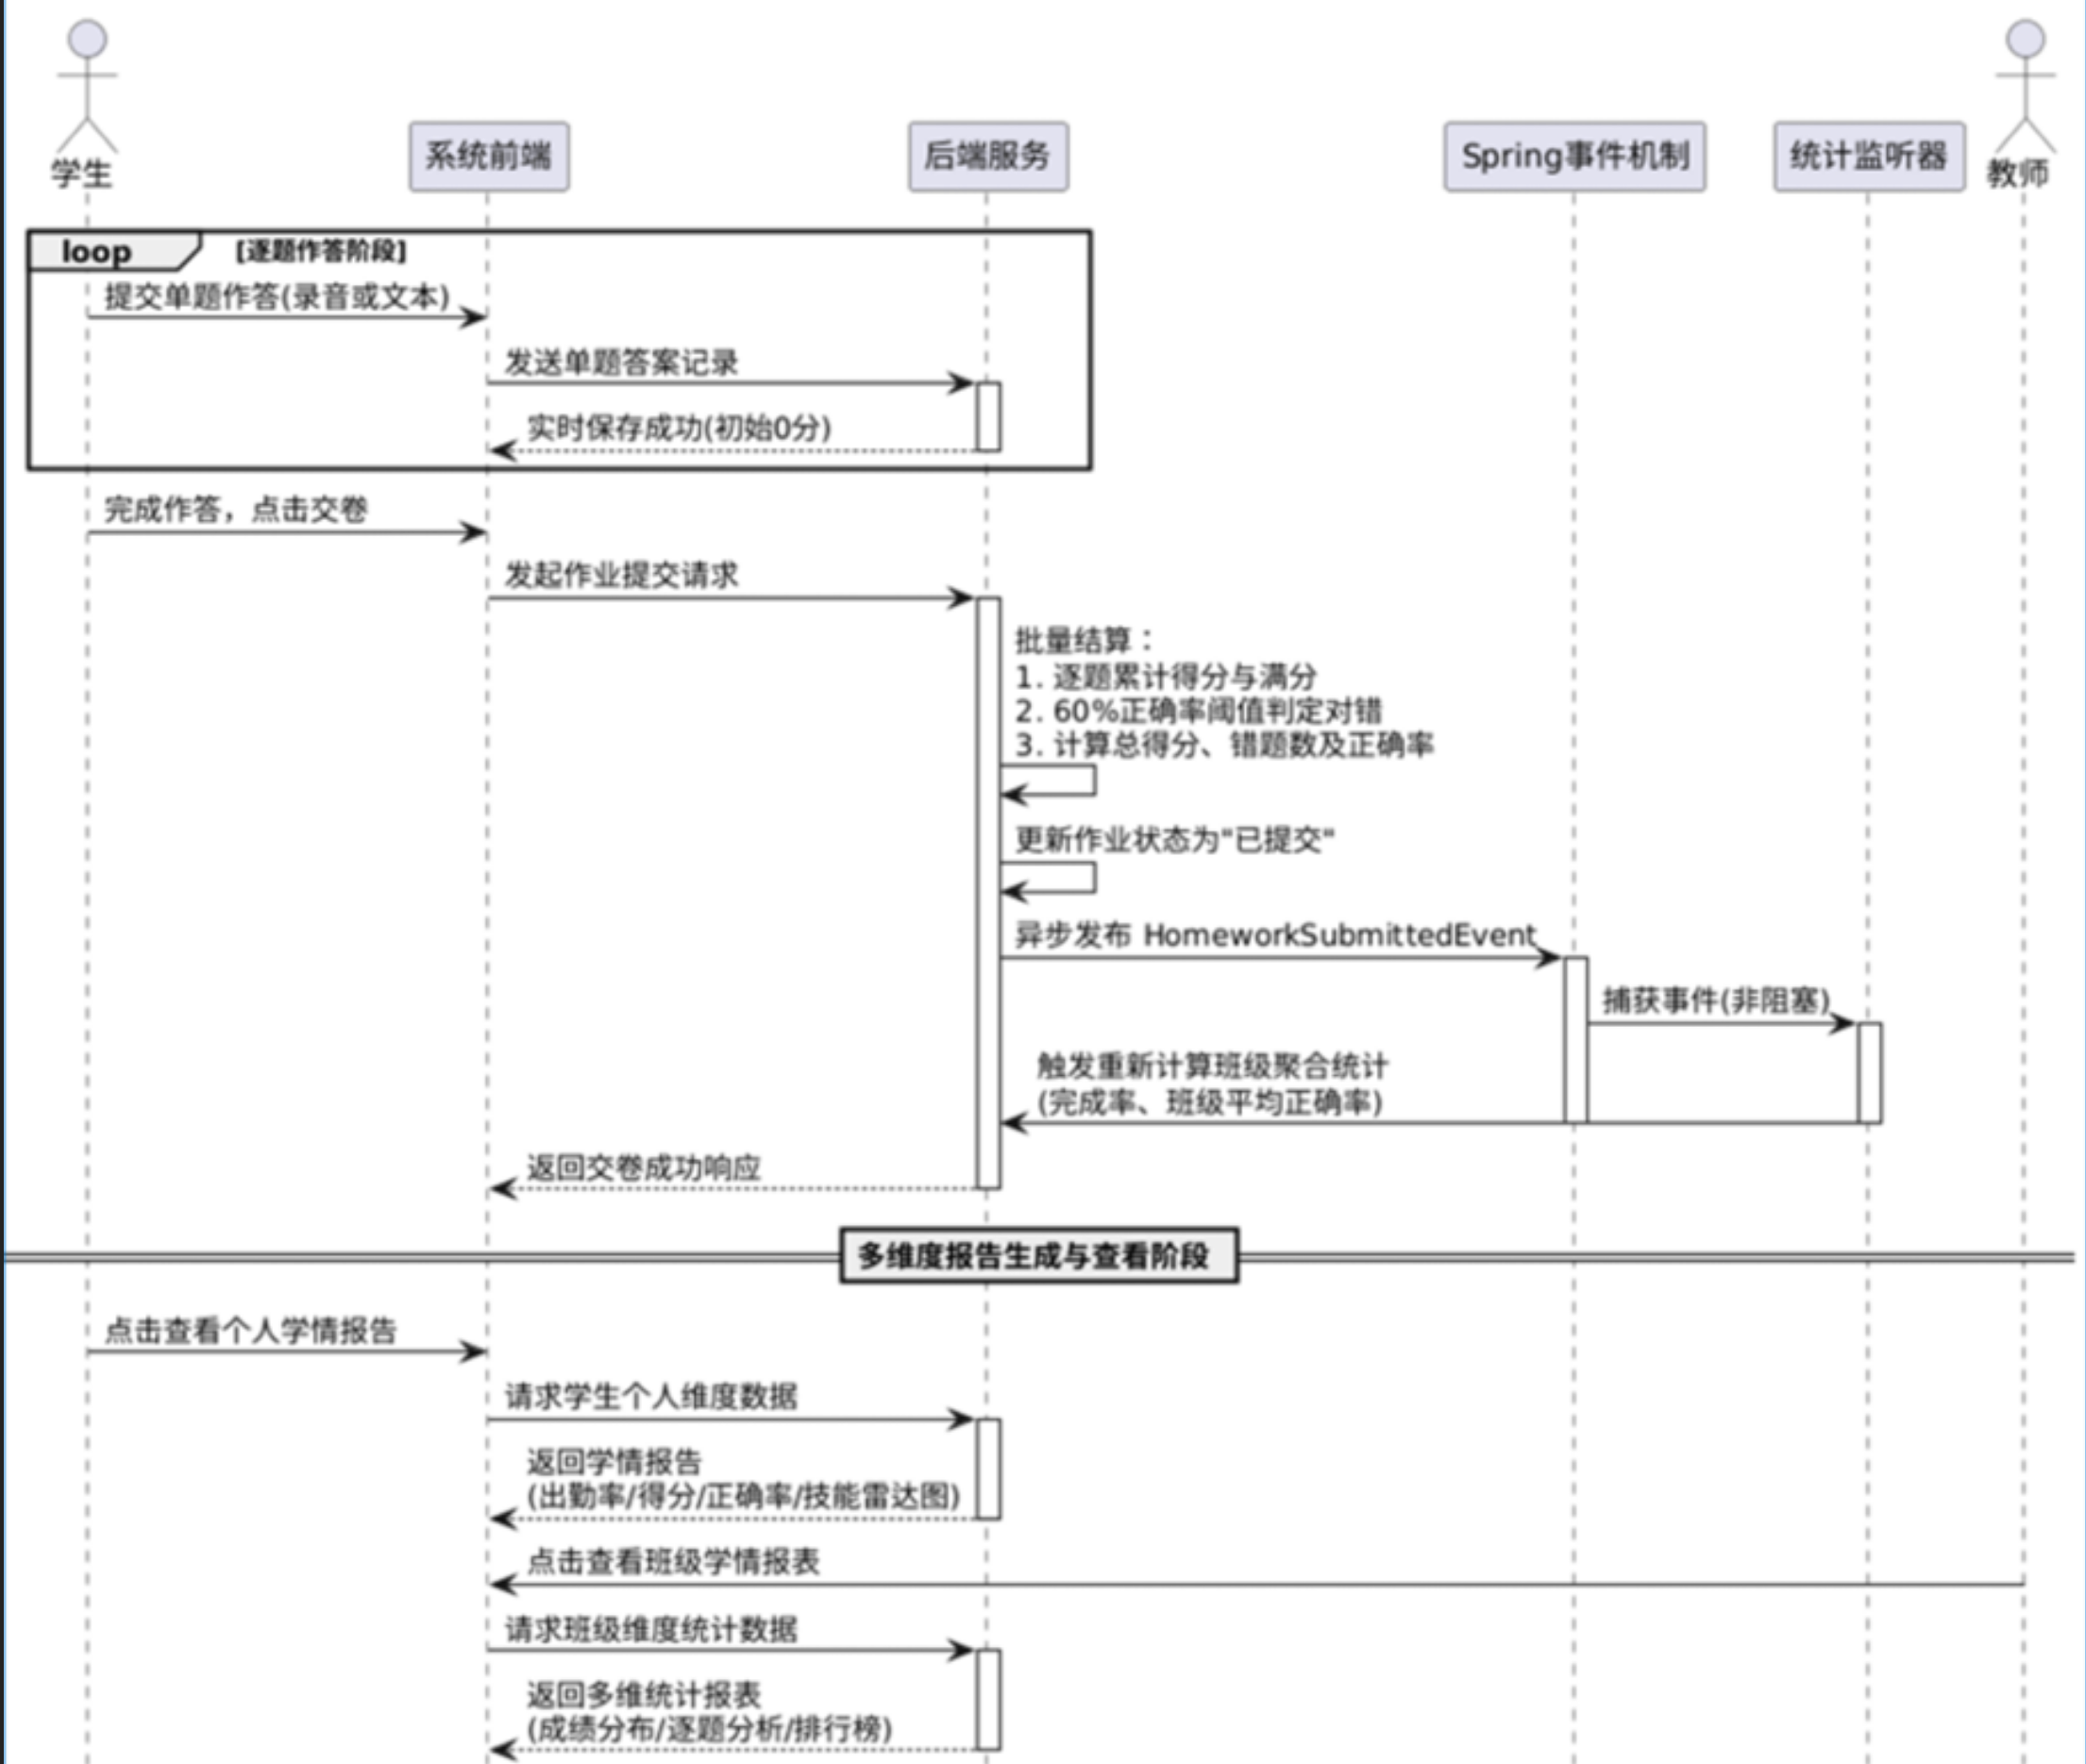 学生
系统前端
后端服务
Spring事件机制
统计监听器
教师
loop
[逐题作答阶段]
提交单题作答(录音或文本)
发送单题答案记录
实时保存成功(初始0分)
完成作答，点击交卷
发起作业提交请求
批量结算：
1. 逐题累计得分与满分
2. 60%正确率阈值判定对错
3. 计算总得分、错题数及正确率
更新作业状态为"已提交"
异步发布 HomeworkSubmittedEvent
捕获事件(非阻塞)
触发重新计算班级聚合统计
(完成率、班级平均正确率)
返回交卷成功响应
多维度报告生成与查看阶段
点击查看个人学情报告
请求学生个人维度数据
返回学情报告
(出勤率/得分/正确率/技能雷达图)
点击查看班级学情报表
请求班级维度统计数据
返回多维统计报表
(成绩分布/逐题分析/排行榜)